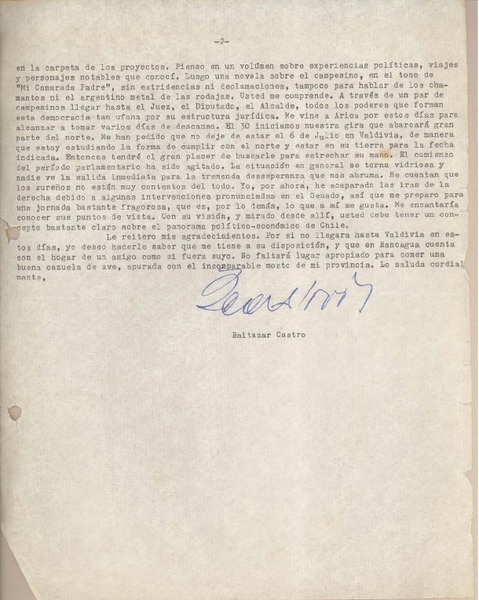 -2-
en la carpeta de los proyectos. Pienso en un volúmen sobre experiencias políticas, viajes
y personajes notables que conocí. Luego una novela sobre el campesino, en el tono de
"Mi Camarada Padre", sin estridencias ni declamaciones, tampoco para hablar de los cha-
mantos ni el argentino metal de las rodajas. Usted me comprende. A través de un par de
campesinos llegar hasta el Juez, el Diputado, el Alcalde, todos los poderes que forman
esta democracia tan ufana por su estructura jurídica. Me vine a Arica por estos días para
alcanzar a tomar varios días de descanso. El 30 iniciamos nuestra gira que abarcará gran
parte del norte. Me han pedido que no deje de estar el 6 de Julio en Valdivia, de manera
que estoy estudiando la forma de cumplir con el norte y estar en su tierra para la fecha
indicada. Entonces tendré el gran placer de buscarle para estrechar su mano. El comienzo
del período parlamentario ha sido agitado. La situación en general se torna vidriosa y
nadie ve la salida inmediata para la tremenda desesperanza que nos abruma. Me cuentan que
los sureños no están muy contentos del todo. Yo, por ahora, he acaparado las iras de la
derecha debido a algunas intervenciones pronunciadas en el Senado, así que me preparo para
una jornada bastante fragorosa, que es, por lo demás, lo que a mí me gusta. Me encantaría
conocer sus puntos de vista. Con su visión, y mirado desde allí, usted debe tener un con-
cepto bastante claro sobre el panorama político-económico de Chile.
Le reitero mis agradecimientos. Por si no llegara hasta Valdivia en es-
tos días, yo deseo hacerle saber que me tiene a su disposición, y que en Rancagua cuenta
con el hogar de un amigo como si fuera suyo. No faltará lugar apropiado para comer una
buena cazuela de ave, apurada con el incomparable mosto de mi provincia. Lo saluda cordial
mente,
Baltazar Castro